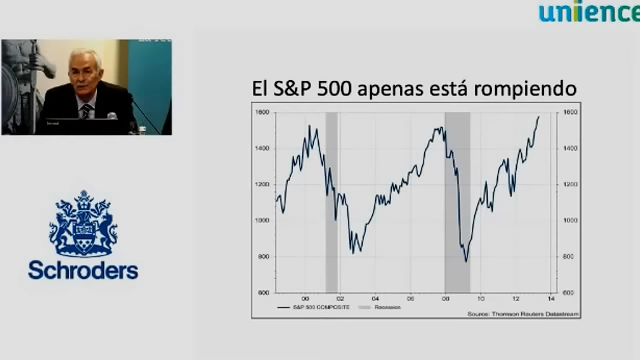 unience
El S&P 500 apenas está rompiendo
1600 1600
1400 1400
1200 1200
1000 1000
800 800
600 600
00 02 04 06 08 10 12 14
S&P 500 COMPOSITE Recession
Source: Thomson Reuters Datastream
Schroders